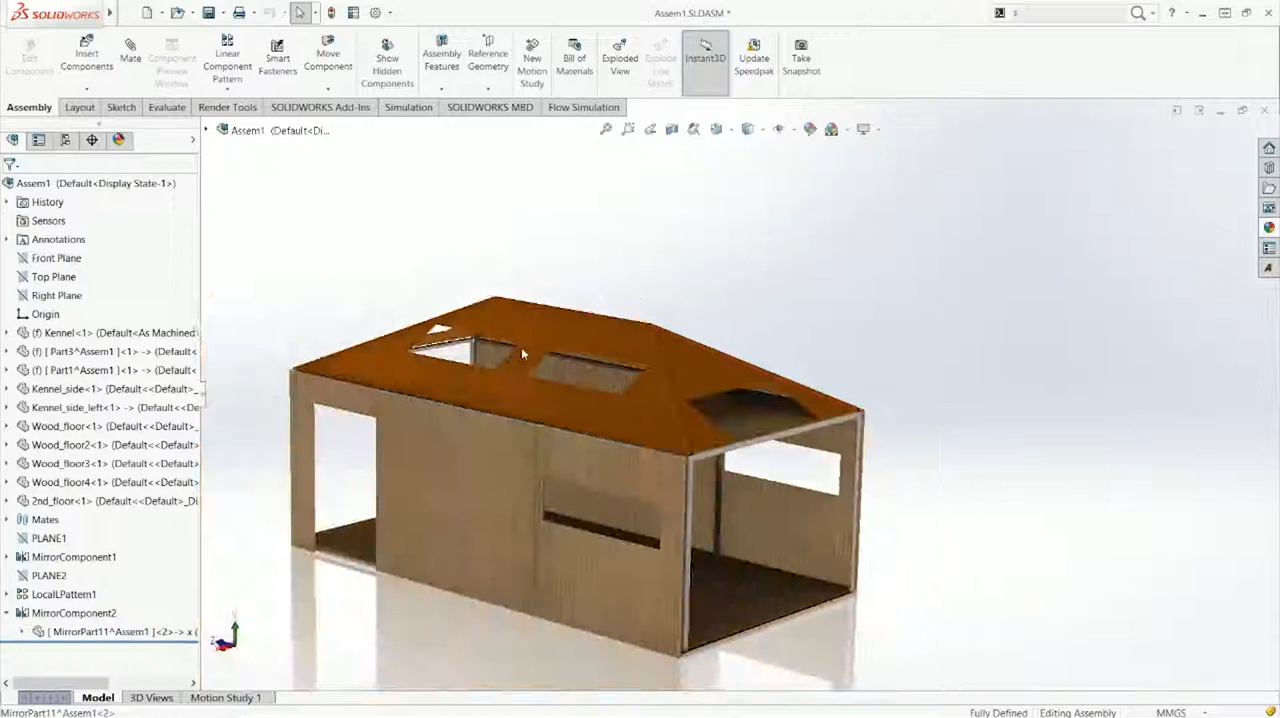 SOLIDWORKS
Assem1.SLDASM *
s
Edit Component
Insert Components
Mate
Component Preview Window
Linear Component Pattern
Smart Fasteners
Move Component
Show Hidden Components
Assembly Features
Reference Geometry
New Motion Study
Bill of Materials
Exploded View
Explode Line Sketch
Instant3D
Update Speedpak
Take Snapshot
Assembly
Layout
Sketch
Evaluate
Render Tools
SOLIDWORKS Add-Ins
Simulation
SOLIDWORKS MBD
Flow Simulation
Assem1 (Default<Di...
Assem1 (Default<Display State-1>)
History
Sensors
Annotations
Front Plane
Top Plane
Right Plane
Origin
(f) Kennel<1> (Default<As Machined
(f) [ Part3^Assem1 ]<1> -> (Default<
(f) [ Part1^Assem1 ]<1> -> (Default<
Kennel_side<1> (Default<<Default>_
Kennel_side_left<1> -> (Default<<De
Wood_floor<1> (Default<<Default>_
Wood_floor2<1> (Default<<Default>
Wood_floor3<1> (Default<<Default>
Wood_floor4<1> (Default<<Default>
2nd_floor<1> (Default<<Default>_Di
Mates
PLANE1
MirrorComponent1
PLANE2
LocalLPattern1
MirrorComponent2
[ MirrorPart11^Assem1 ]<2>-> x (
Model
3D Views
Motion Study 1
MirrorPart11^Assem1<2>
Fully Defined
Editing Assembly
MMGS